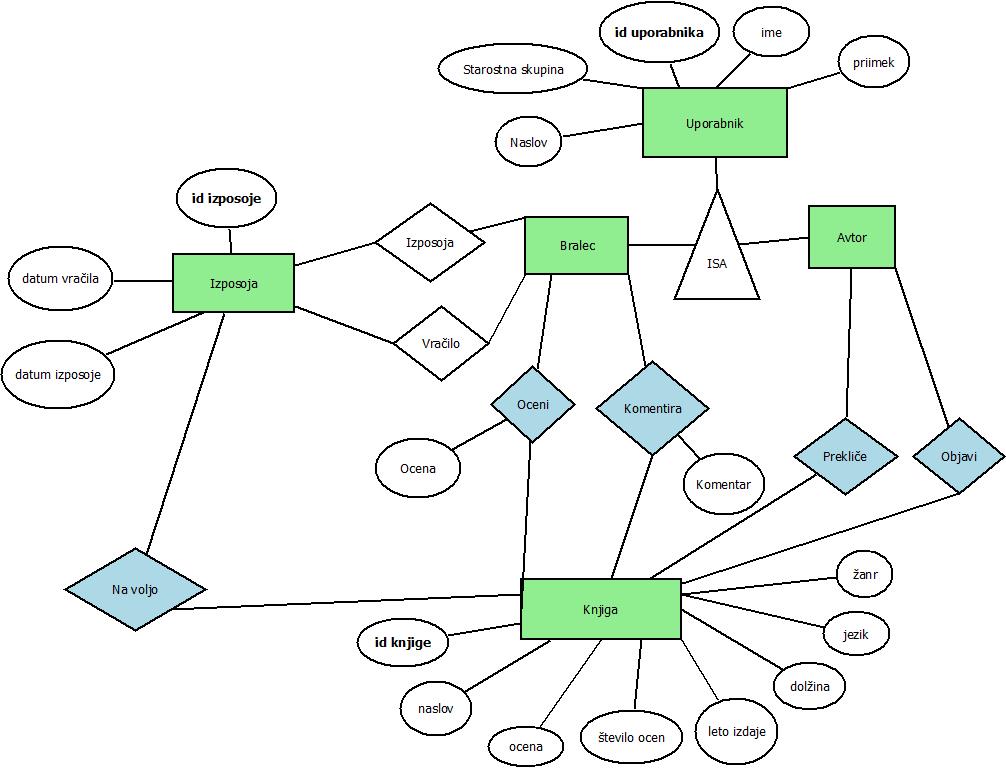 id uporabnika
ime
Starostna skupina
priimek
Uporabnik
Naslov
id izposoje
Izposoja
Bralec
Avtor
ISA
datum vračila
Izposoja
Vračilo
datum izposoje
Oceni
Komentira
Prekliče
Objavi
Ocena
Komentar
Na voljo
žanr
Knjiga
id knjige
jezik
dolžina
naslov
ocena
število ocen
leto izdaje